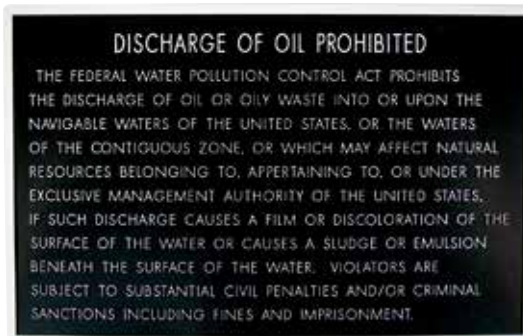 DISCHARGE OF OIL PROHIBITED
THE FEDERAL WATER POLLUTION CONTROL ACT PROHIBITS
THE DISCHARGE OF OIL OR OILY WASTE INTO OR UPON THE
NAVIGABLE WATERS OF THE UNITED STATES, OR THE WATERS
OF THE CONTIGUOUS ZONE, OR WHICH MAY AFFECT NATURAL
RESOURCES BELONGING TO, APPERTAINING TO, OR UNDER THE
EXCLUSIVE MANAGEMENT AUTHORITY OF THE UNITED STATES,
IF SUCH DISCHARGE CAUSES A FILM OR DISCOLORATION OF THE
SURFACE OF THE WATER OR CAUSES A SLUDGE OR EMULSION
BENEATH THE SURFACE OF THE WATER. VIOLATORS ARE
SUBJECT TO SUBSTANTIAL CIVIL PENALTIES AND/OR CRIMINAL
SANCTIONS INCLUDING FINES AND IMPRISONMENT.